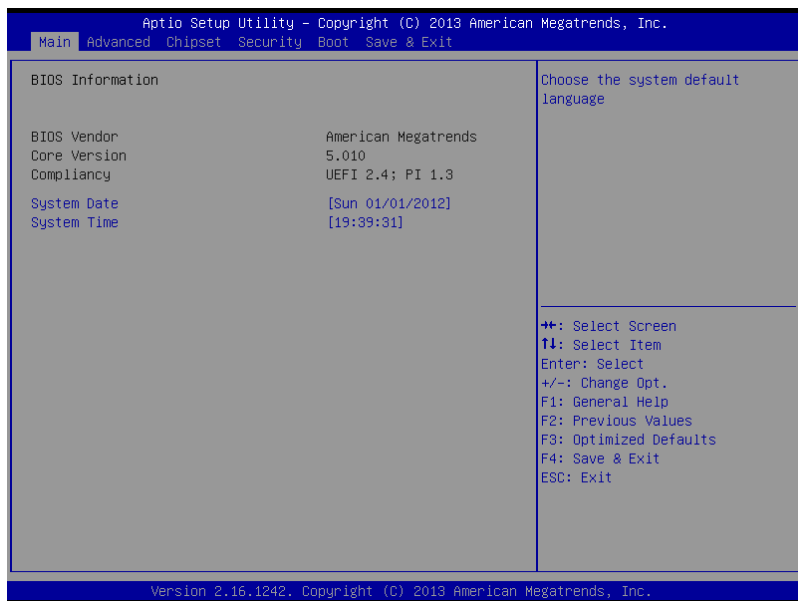 Aptio Setup Utility – Copyright (C) 2013 American Megatrends, Inc.
Main Advanced Chipset Security Boot Save & Exit
BIOS Information
BIOS Vendor American Megatrends
Core Version 5.010
Compliancy UEFI 2.4; PI 1.3
System Date [Sun 01/01/2012]
System Time [19:39:31]
Choose the system default
language
→←: Select Screen
↑↓: Select Item
Enter: Select
+/-: Change Opt.
F1: General Help
F2: Previous Values
F3: Optimized Defaults
F4: Save & Exit
ESC: Exit
Version 2.16.1242. Copyright (C) 2013 American Megatrends, Inc.